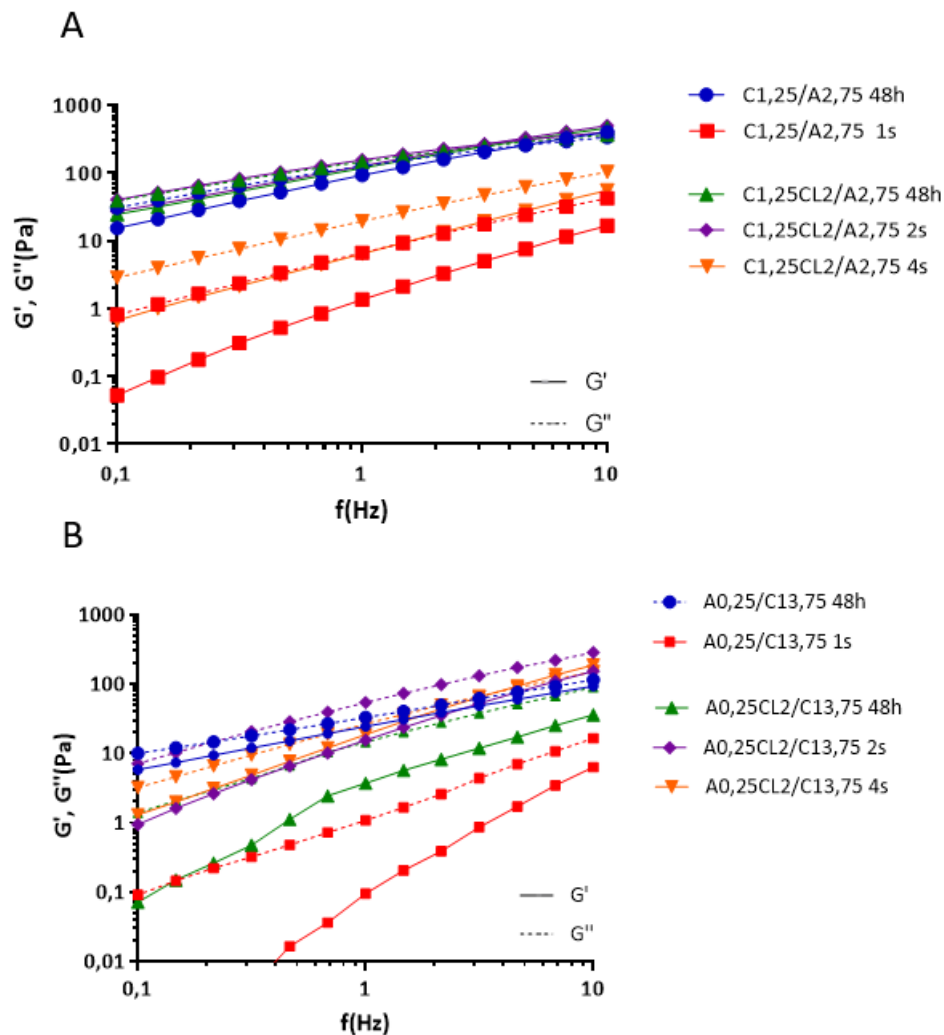 A
1000
100
10
1
0,1
0,01
G', G"(Pa)
0,1
1
10
f(Hz)
C1,25/A2,75 48h
C1,25/A2,75 1s
C1,25CL2/A2,75 48h
C1,25CL2/A2,75 2s
C1,25CL2/A2,75 4s
G'
G"
B
1000
100
10
1
0,1
0,01
G', G"(Pa)
0,1
1
10
f(Hz)
A0,25/C13,75 48h
A0,25/C13,75 1s
A0,25CL2/C13,75 48h
A0,25CL2/C13,75 2s
A0,25CL2/C13,75 4s
G'
G"